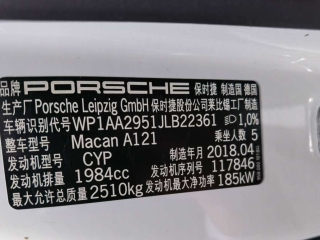 品牌 PORSCHE 保时捷 制造国 德国
生产厂 Porsche Leipzig GmbH 保时捷股份公司莱比锡工厂制造
车辆识别代号 WP1AA2951JLB22361 1,0%
整车型号 Macan A121 乘坐人数 5
发动机型号 CYP 制造年月 2018.04
发动机排量 1984cc 发动机号 117846
最大允许总质量 2510kg 发动机最大净功率 185kW